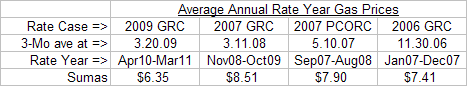 Average Annual Rate Year Gas Prices
Rate Case => 2009 GRC 2007 GRC 2007 PCORC 2006 GRC
3-Mo ave at => 3.20.09 3.11.08 5.10.07 11.30.06
Rate Year => Apr10-Mar11 Nov08-Oct09 Sep07-Aug08 Jan07-Dec07
Sumas $6.35 $8.51 $7.90 $7.41